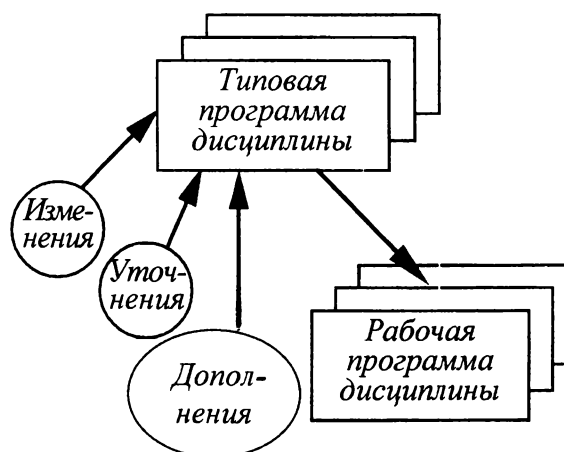 Типовая
программа
дисциплины
Изме-
нения
Уточ-
нения
Допол-
нения
Рабочая
программа
дисциплины